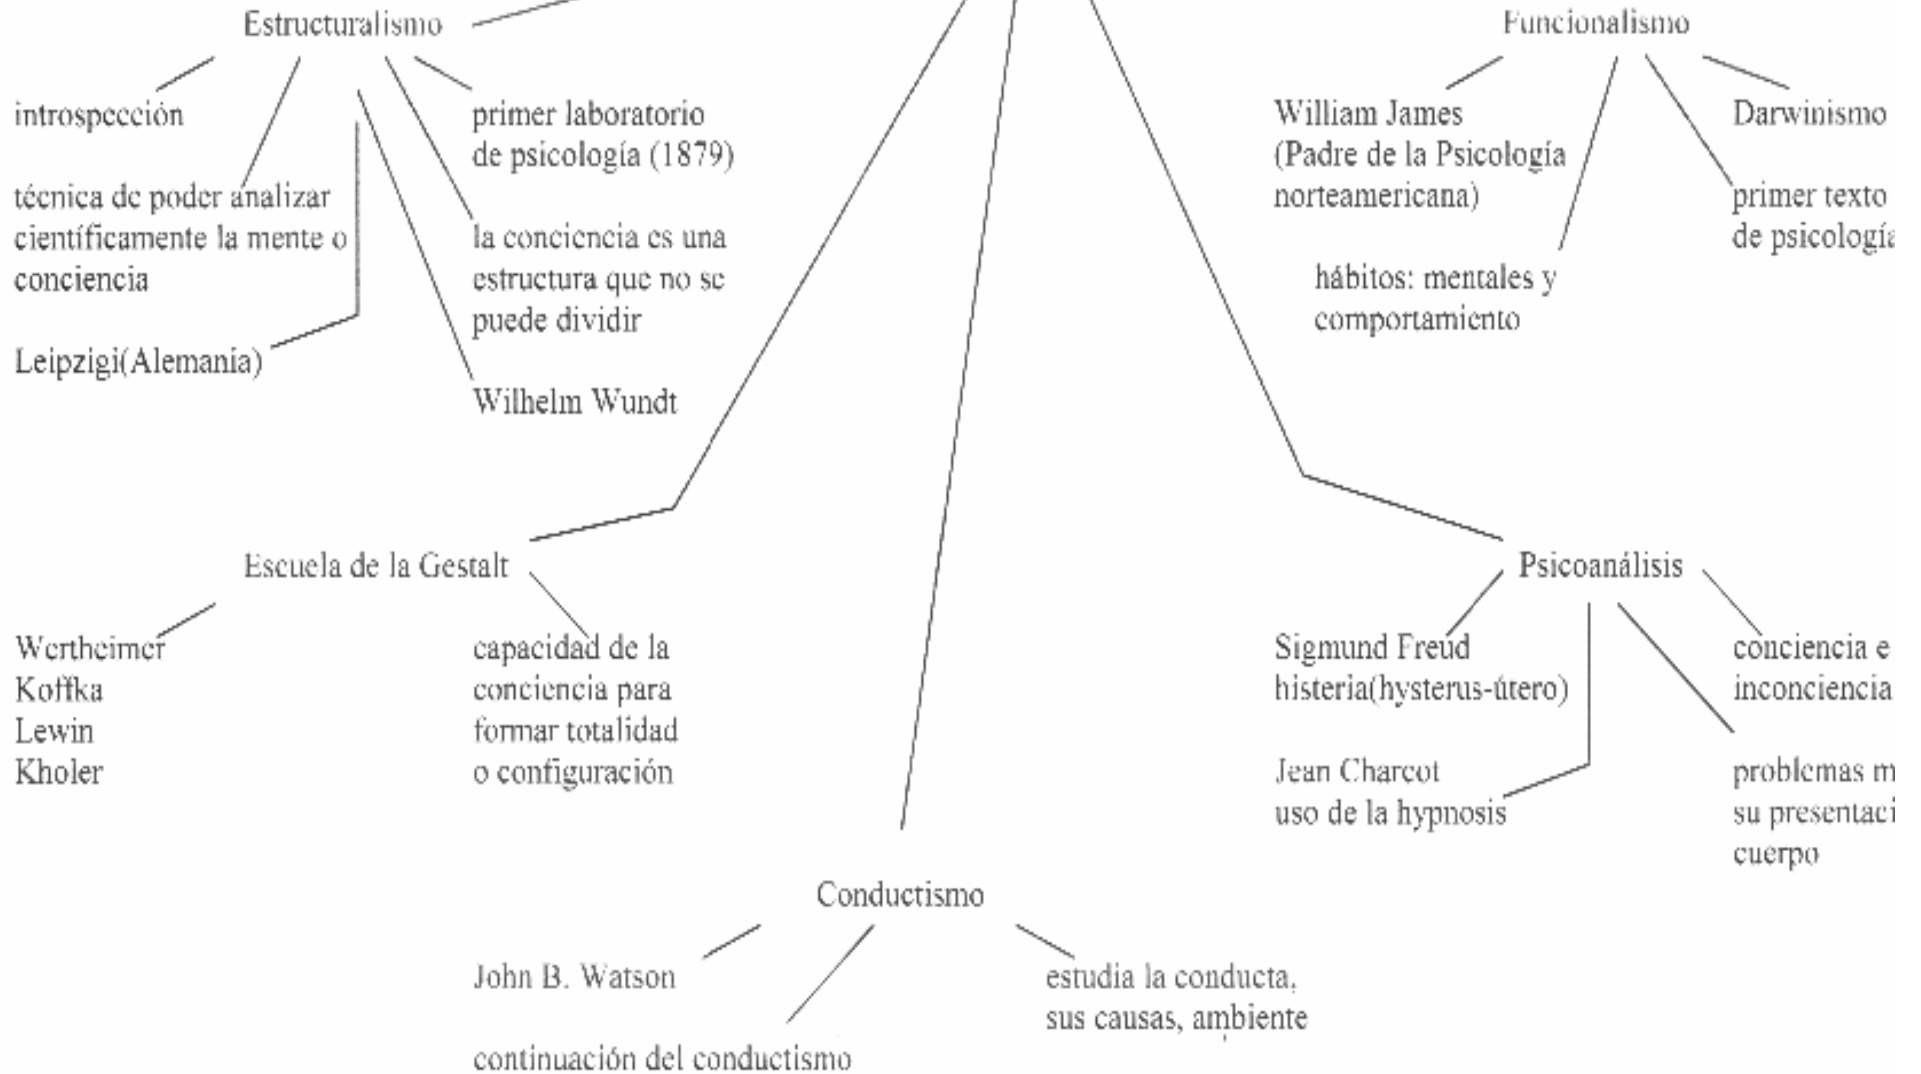 Estructuralismo
introspección
técnica de poder analizar
científicamente la mente o
conciencia
Leipzigi(Alemania)
primer laboratorio
de psicología (1879)
la conciencia es una
estructura que no se
puede dividir
Wilhelm Wundt
Funcionalismo
William James
(Padre de la Psicología
norteamericana)
hábitos: mentales y
comportamiento
Darwinismo
primer texto
de psicología
Escuela de la Gestalt
Wertheimer
Koffka
Lewin
Kholer
capacidad de la
conciencia para
formar totalidad
o configuración
Psicoanálisis
Sigmund Freud
histeria(hysterus-útero)
Jean Charcot
uso de la hypnosis
conciencia e
inconciencia
problemas
su
cuerpo
Conductismo
John B. Watson
continuación del conductismo
estudia la conducta,
sus causas, ambiente